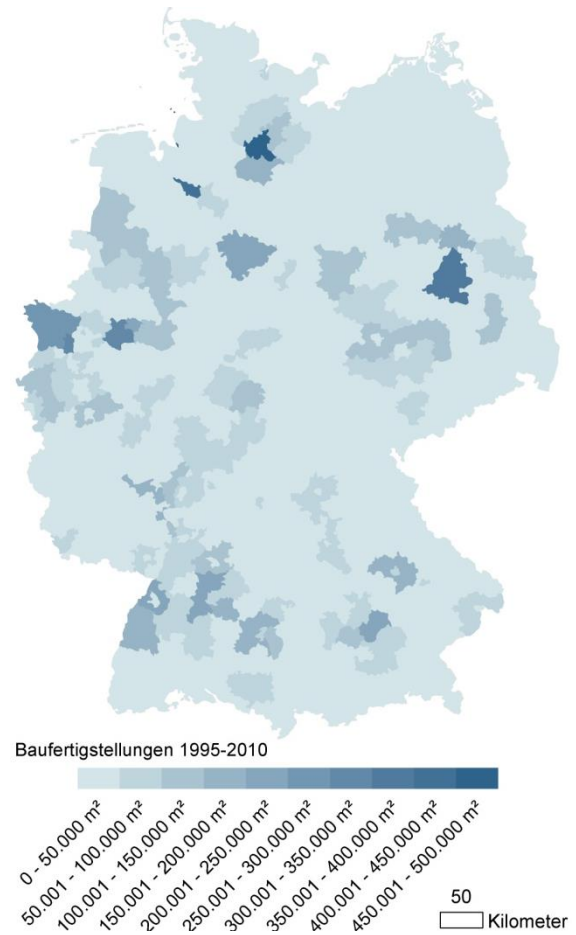 Baufertigstellungen 1995-2010
0 - 50.000 m²
50.001 - 100.000 m²
100.001 - 150.000 m²
150.001 - 200.000 m²
200.001 - 250.000 m²
250.001 - 300.000 m²
300.001 - 350.000 m²
350.001 - 400.000 m²
400.001 - 450.000 m²
450.001 - 500.000 m²
50
Kilometer